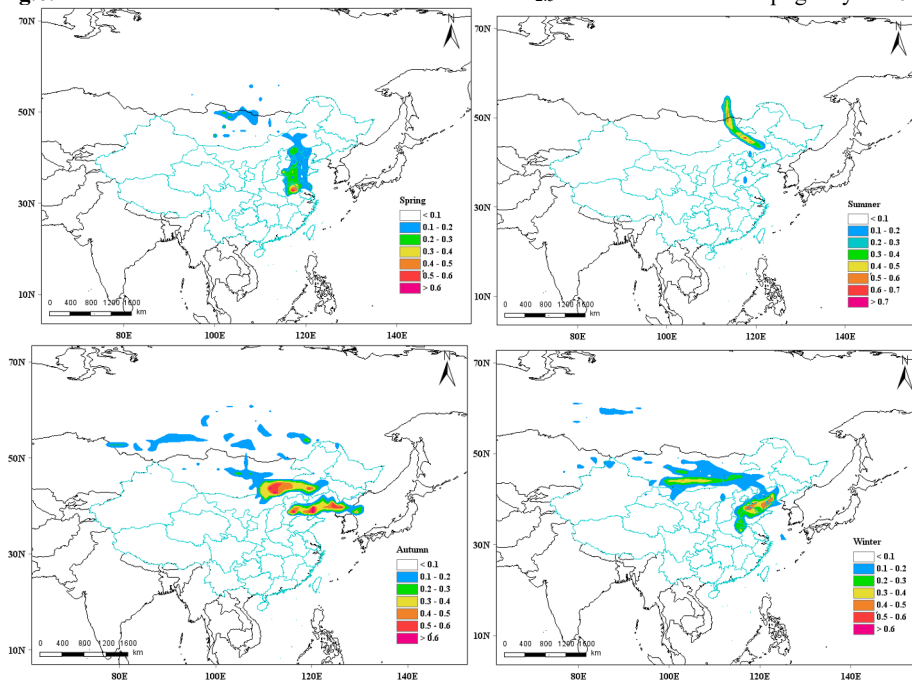 2.5
70N
50N
30N
10N
80E
100E
120E
140E
N
Spring
< 0.1
0.1 - 0.2
0.2 - 0.3
0.3 - 0.4
0.4 - 0.5
0.5 - 0.6
> 0.6
0 400 800 1200 1600
km
70N
50N
30N
10N
80E
100E
120E
140E
N
Summer
< 0.1
0.1 - 0.2
0.2 - 0.3
0.3 - 0.4
0.4 - 0.5
0.5 - 0.6
0.6 - 0.7
> 0.7
0 400 800 1200 1600
km
70N
50N
30N
10N
80E
100E
120E
140E
N
Autumn
< 0.1
0.1 - 0.2
0.2 - 0.3
0.3 - 0.4
0.4 - 0.5
0.5 - 0.6
> 0.6
0 400 800 1200 1600
km
70N
50N
30N
10N
80E
100E
120E
140E
N
Winter
< 0.1
0.1 - 0.2
0.2 - 0.3
0.3 - 0.4
0.4 - 0.5
0.5 - 0.6
> 0.6
0 400 800 1200 1600
km